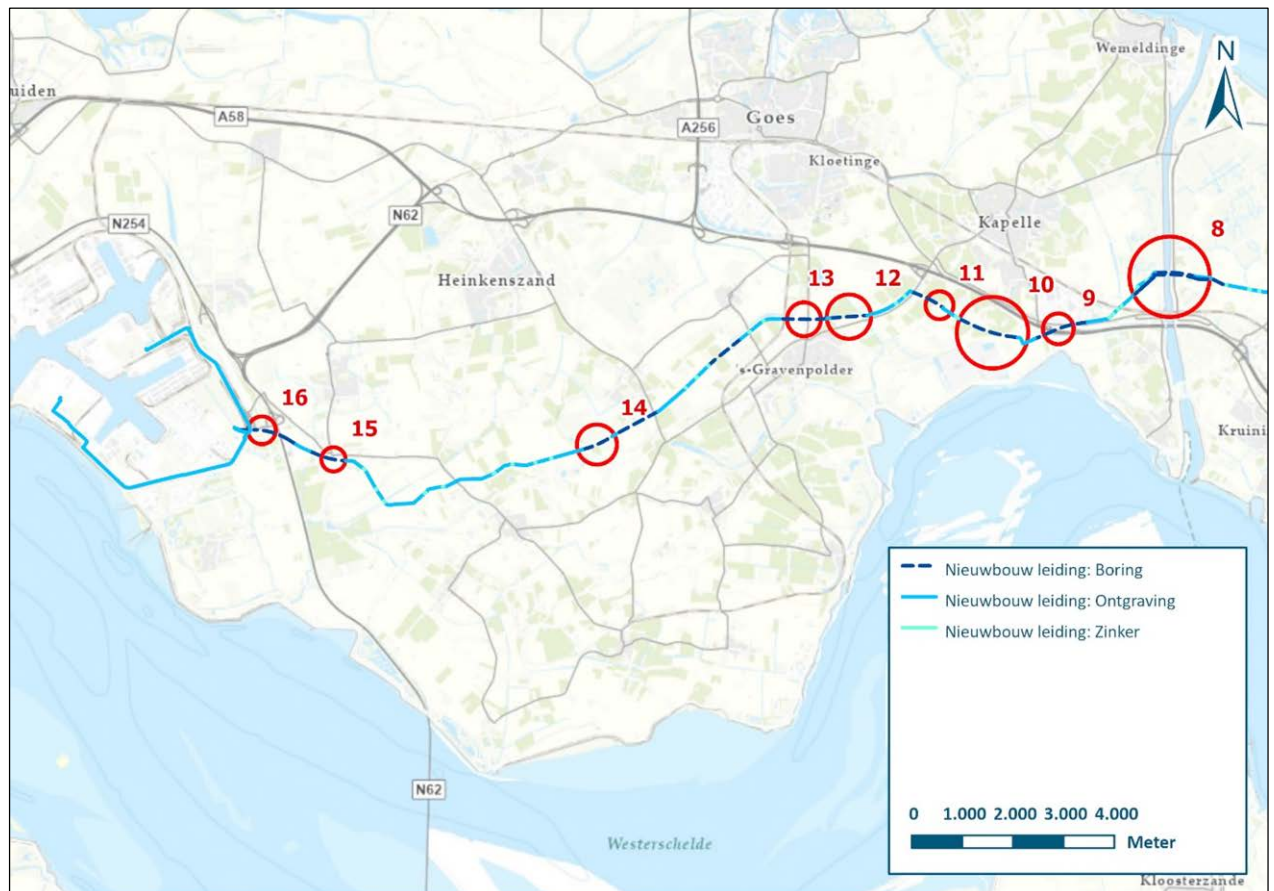 Wemeldinge
N
uiden
A58
Goes
A256
Kloetinge
Kapelle
N62
N254
8
Heinkenszand
13
12
11
10
9
's-Gravenpolder
16
15
14
Kruini
Nieuwbouw leiding: Boring
Nieuwbouw leiding: Ontgraving
Nieuwbouw leiding: Zinker
N62
0 1.000 2.000 3.000 4.000
Meter
Westerschelde
Kloosterzande